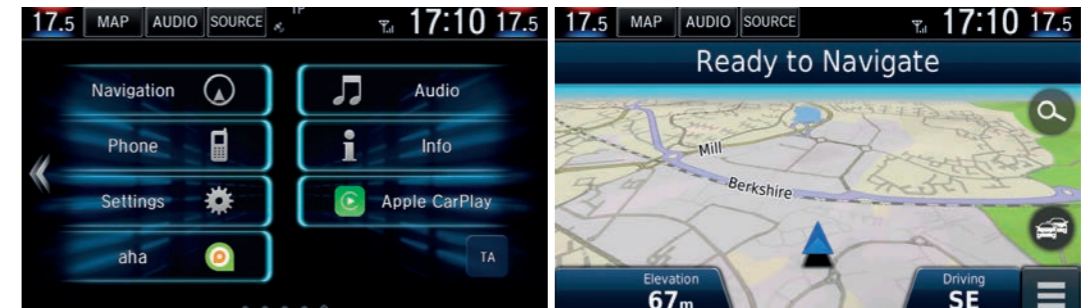 17.5 MAP AUDIO SOURCE TP 17:10 17.5
Navigation
Audio
Phone
Info
Settings
Apple CarPlay
aha
TA
17.5 MAP AUDIO SOURCE 17:10 17.5
Ready to Navigate
Mill
Berkshire
Elevation
67m
Driving
SE